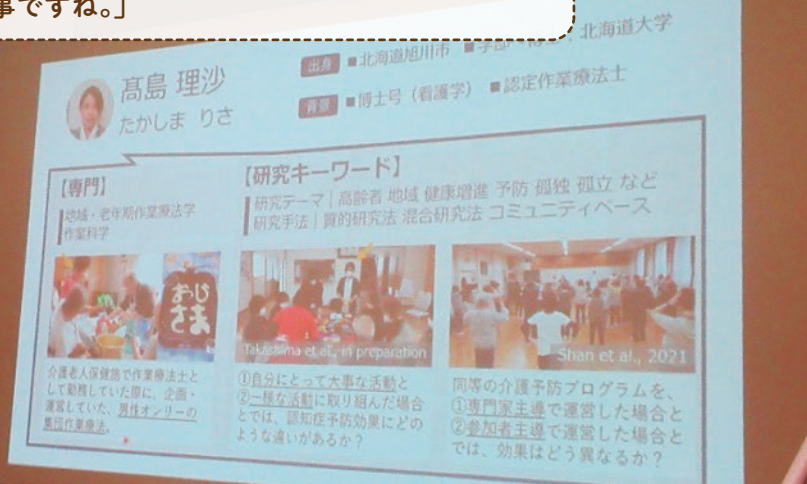 事ですね。」
髙島 理沙
たかしま りさ
出身 ■北海道旭川市 ■学部・博士：北海道大学
背景 ■博士号（看護学） ■認定作業療法士
【専門】
地域・老年期作業療法学
作業科学
【研究キーワード】
研究テーマ｜高齢者 地域 健康増進 予防 孤独 孤立 など
研究手法｜質的研究法 混合研究法 コミュニティベース
おじ
さま
介護老人保健施で作業療法士と
して勤務していた際に、企画・
運営していた、男性オンリーの
集団作業療法。
Takashima et al., in preparation
①自分にとって大事な活動と
②一様な活動に取り組んだ場合
とでは、認知症予防効果にどの
ような違いがあるか？
Shan et al., 2021
同等の介護予防プログラムを、
①専門家主導で運営した場合と
②参加者主導で運営した場合と
では、効果はどう異なるか？